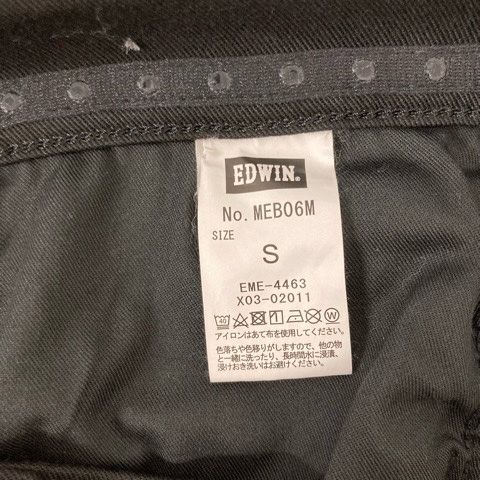 EDWIN.
No. MEB06M
SIZE
S
EME-4463
X03-02011
40 P W
アイロンはあて布を使用してください。
色落ちや色移りがしますので、他の物
と一緒に洗ったり、長時間水に浸漬、
浸けおき洗いはお避けください。